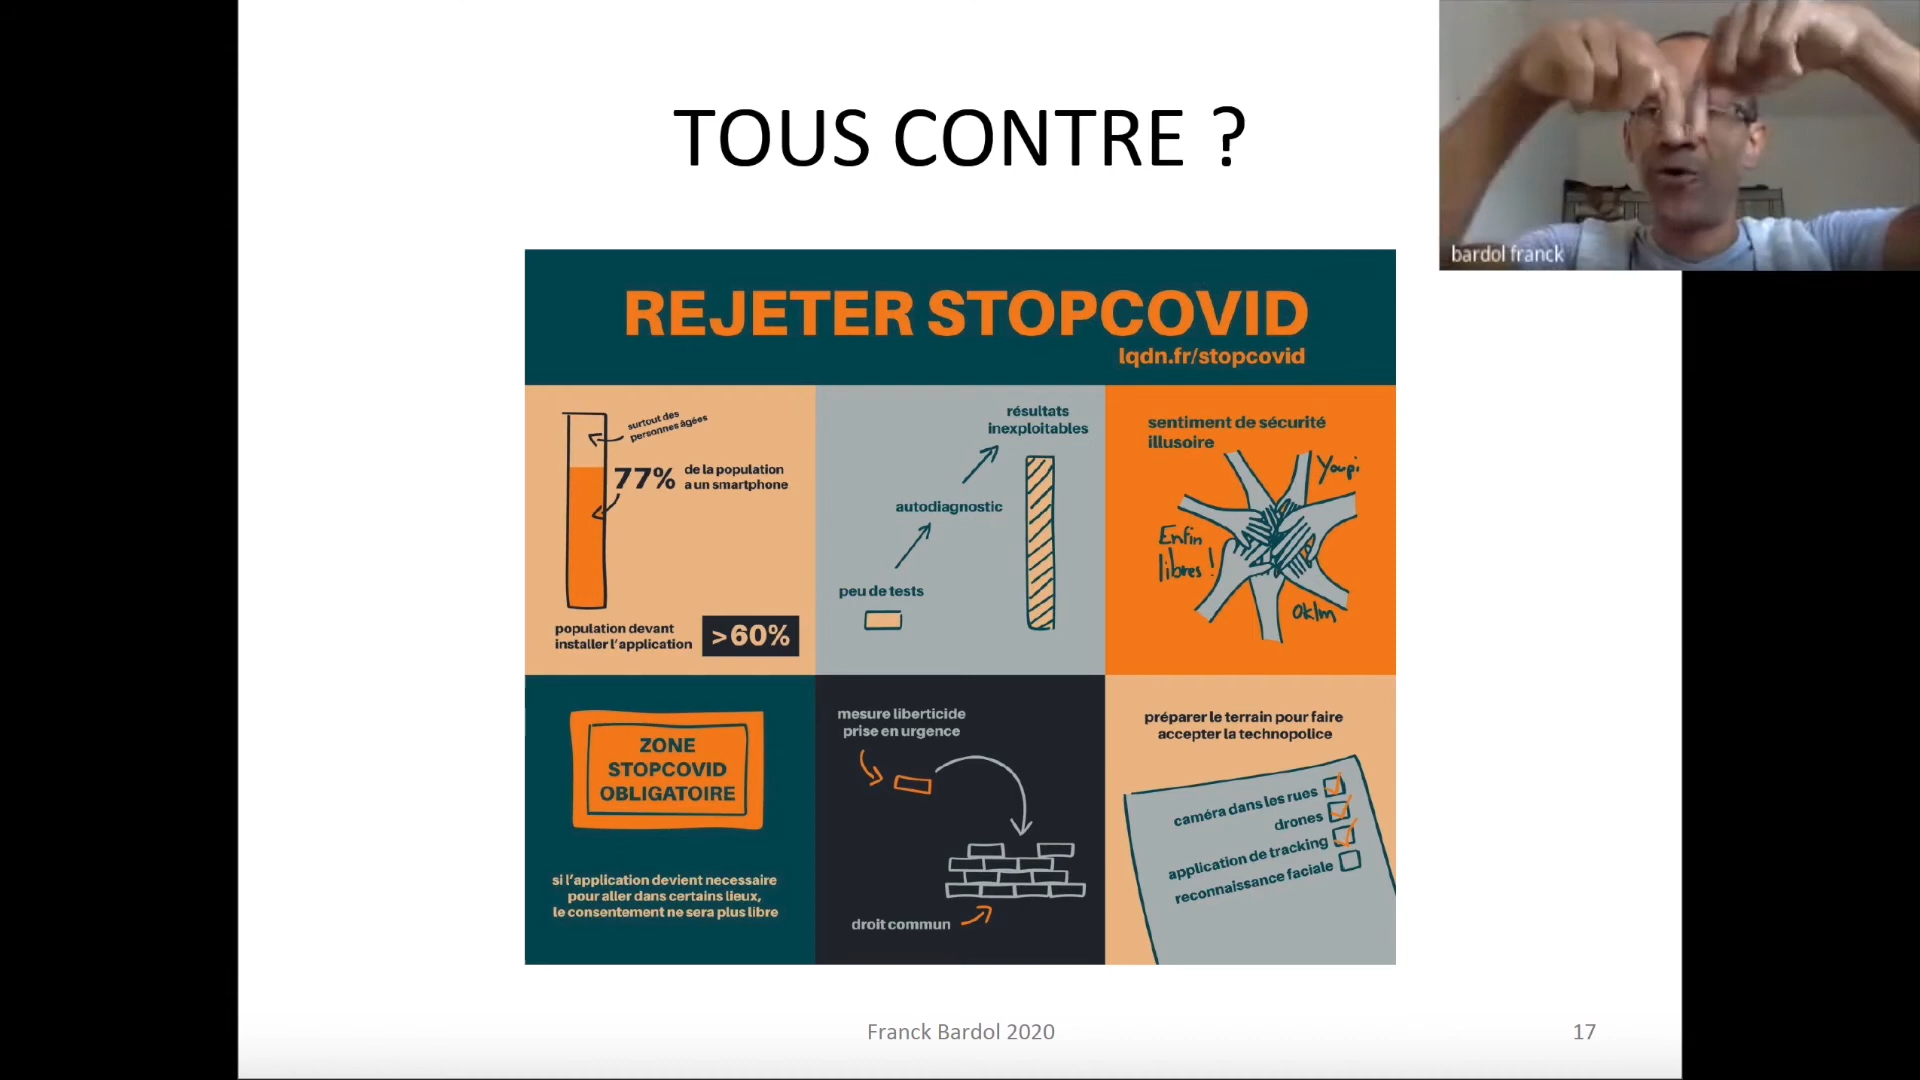 TOUS CONTRE ?
bardol franck
REJETER STOPCOVID
lqdn.fr/stopcovid
surtout des
personnes âgées
77%
de la population
a un smartphone
population devant
installer l'application
>60%
résultats
inexploitables
autodiagnostic
peu de tests
sentiment de sécurité
illusoire
Youpi
Enfin
libres !
Oklm
ZONE
STOPCOVID
OBLIGATOIRE
si l'application devient necessaire
pour aller dans certains lieux,
le consentement ne sera plus libre
mesure liberticide
prise en urgence
droit commun
préparer le terrain pour faire
accepter la technopolice
caméra dans les rues
drones
application de tracking
reconnaissance faciale
Franck Bardol 2020
17